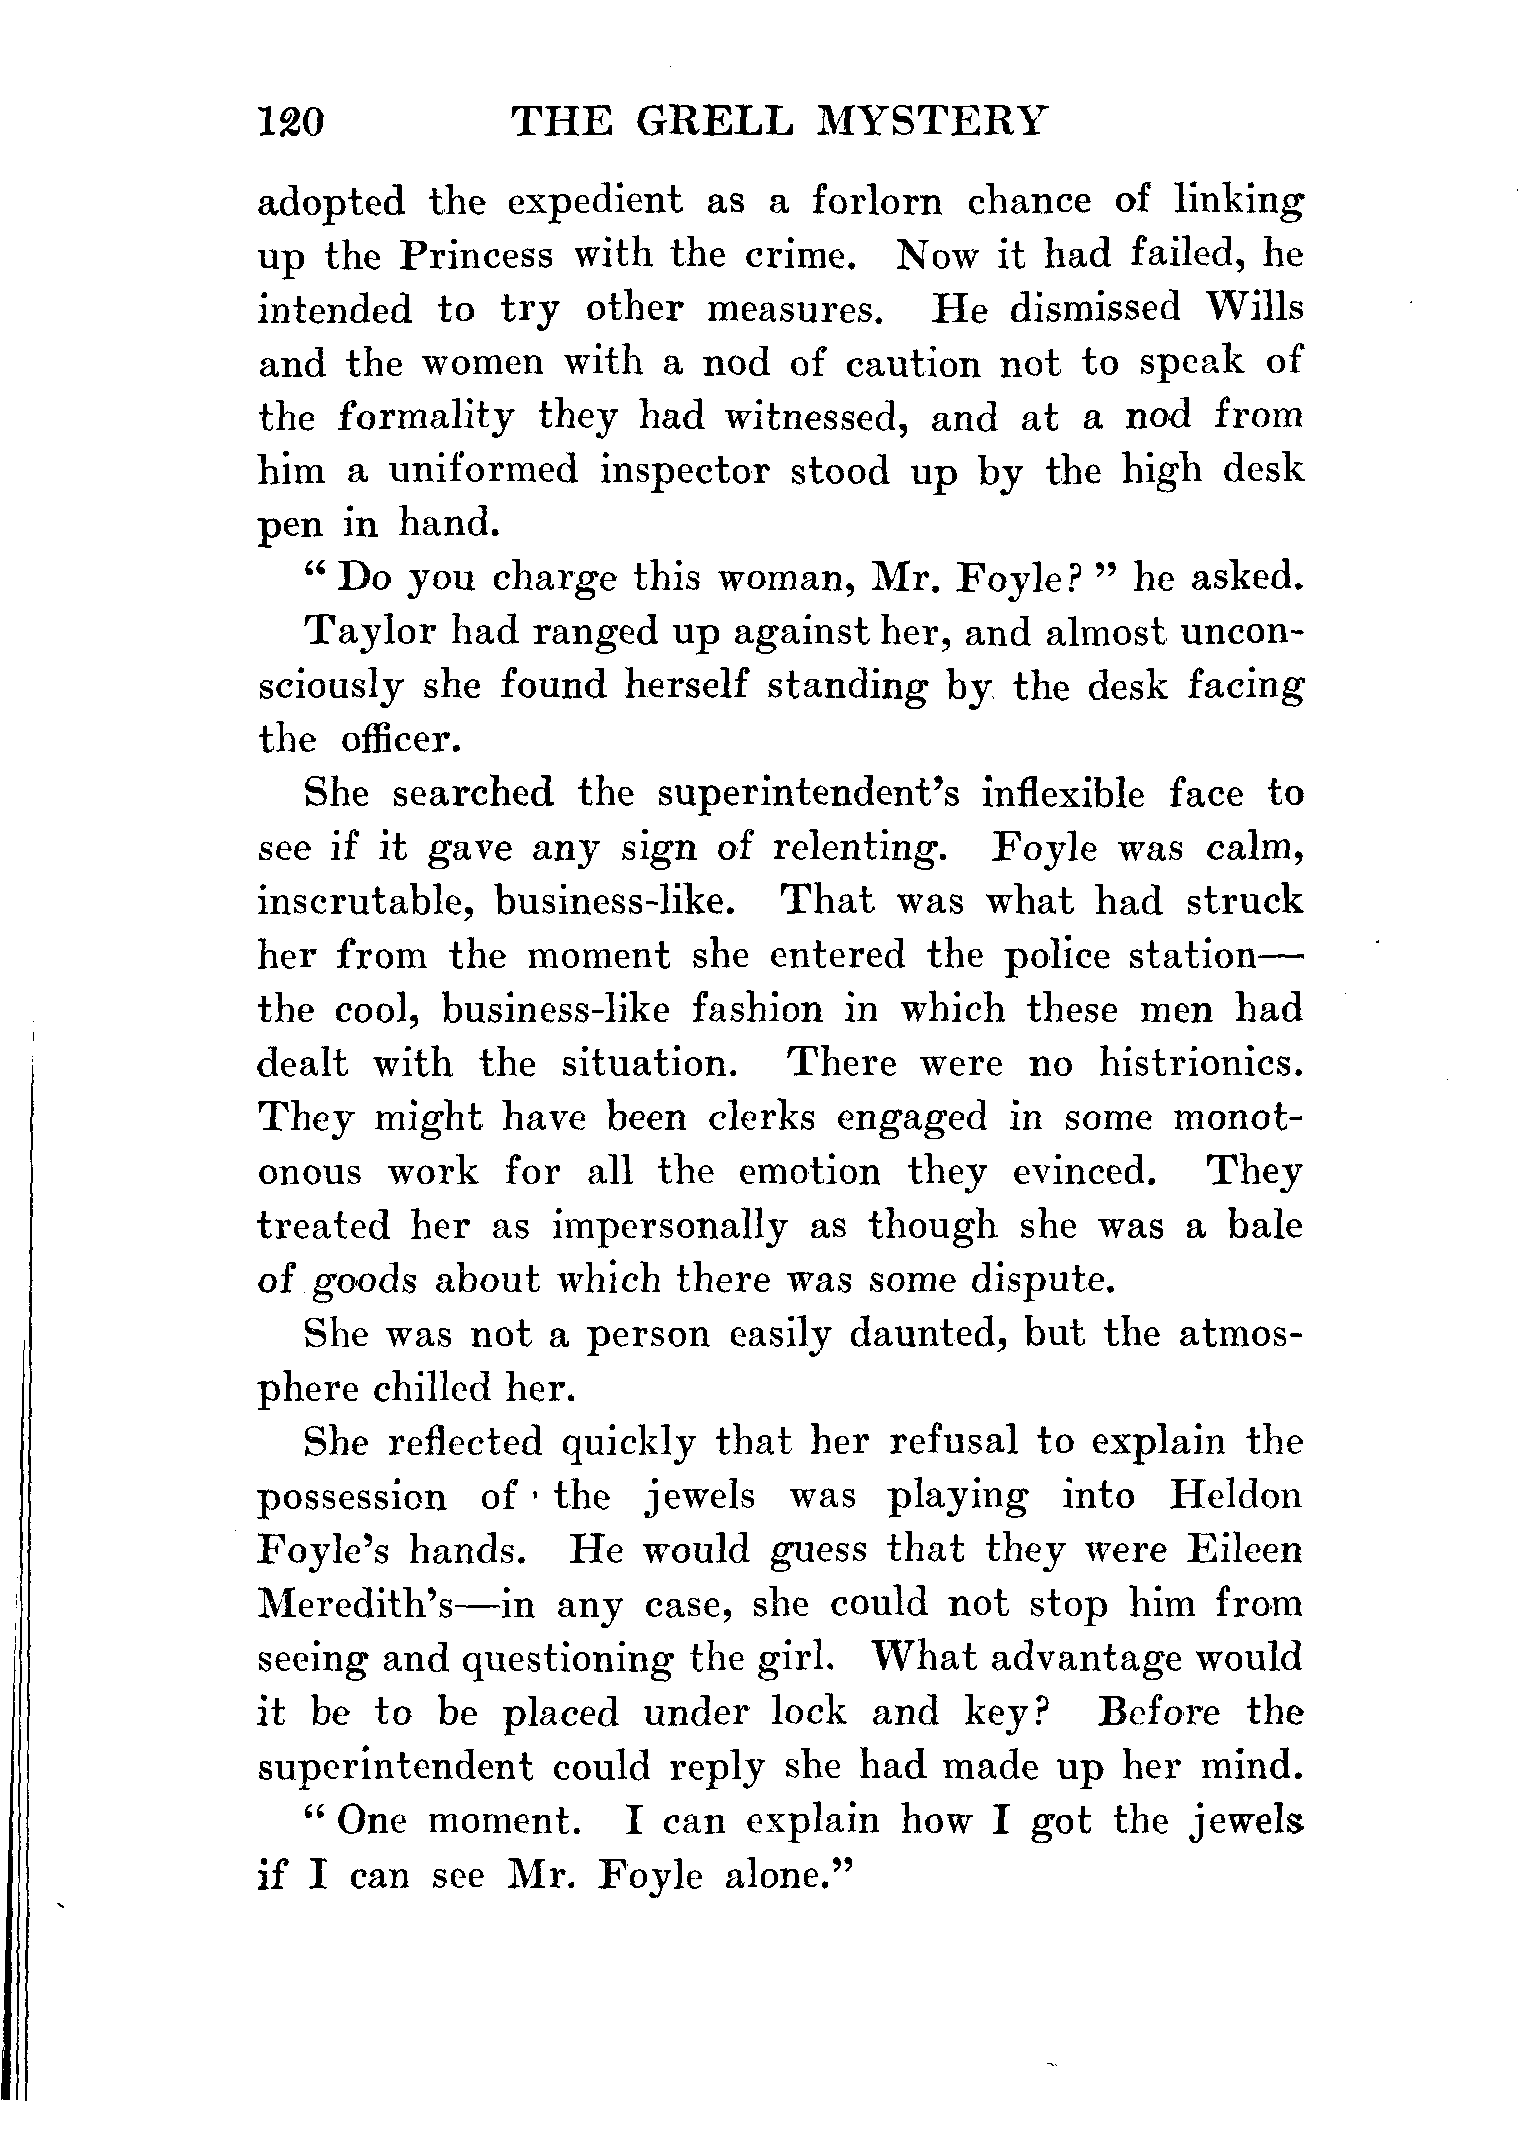 120 THE GRELL MYSTERY
adopted the expedient as a forlorn chance of linking
up the Princess with the crime. Now it had failed, he
intended to try other measures. He dismissed Wills
and the women with a nod of caution not to speak of
the formality they had witnessed, and at a nod from
him a uniformed inspector stood up by the high desk
pen in hand.
“ Do you charge this woman, Mr. Foyle? ” he asked.
Taylor had ranged up against her, and almost uncon-
sciously she found herself standing by the desk facing
the officer.
She searched the superintendent’s inflexible face to
see if it gave any sign of relenting. Foyle was calm,
inscrutable, business-like. That was what had struck
her from the moment she entered the police station—
the cool, business-like fashion in which these men had
dealt with the situation. There were no histrionics.
They might have been clerks engaged in some monot-
onous work for all the emotion they evinced. They
treated her as impersonally as though she was a bale
of goods about which there was some dispute.
She was not a person easily daunted, but the atmos-
phere chilled her.
She reflected quickly that her refusal to explain the
possession of the jewels was playing into Heldon
Foyle’s hands. He would guess that they were Eileen
Meredith’s—in any case, she could not stop him from
seeing and questioning the girl. What advantage would
it be to be placed under lock and key? Before the
superintendent could reply she had made up her mind.
“ One moment. I can explain how I got the jewels
if I can see Mr. Foyle alone.”